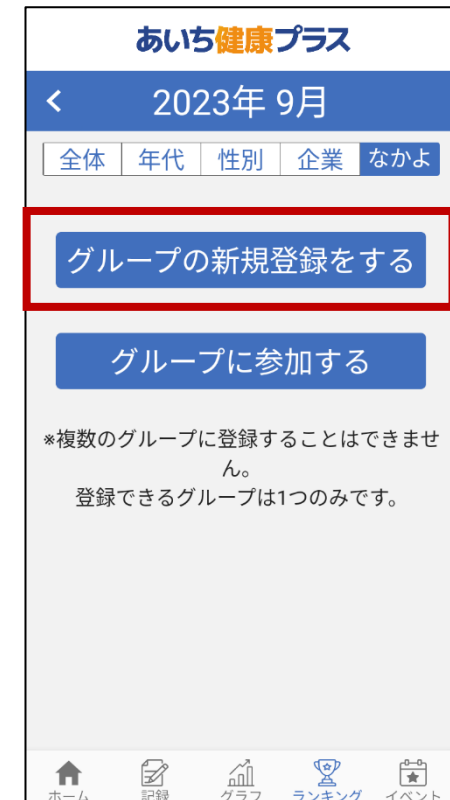 あいち健康プラス
2023年 9月
全体 年代 性別 企業 なかよ
グループの新規登録をする
グループに参加する
※複数のグループに登録することはできませ
ん。
登録できるグループは1つのみです。
ホーム 記録 グラフ ランキング イベント